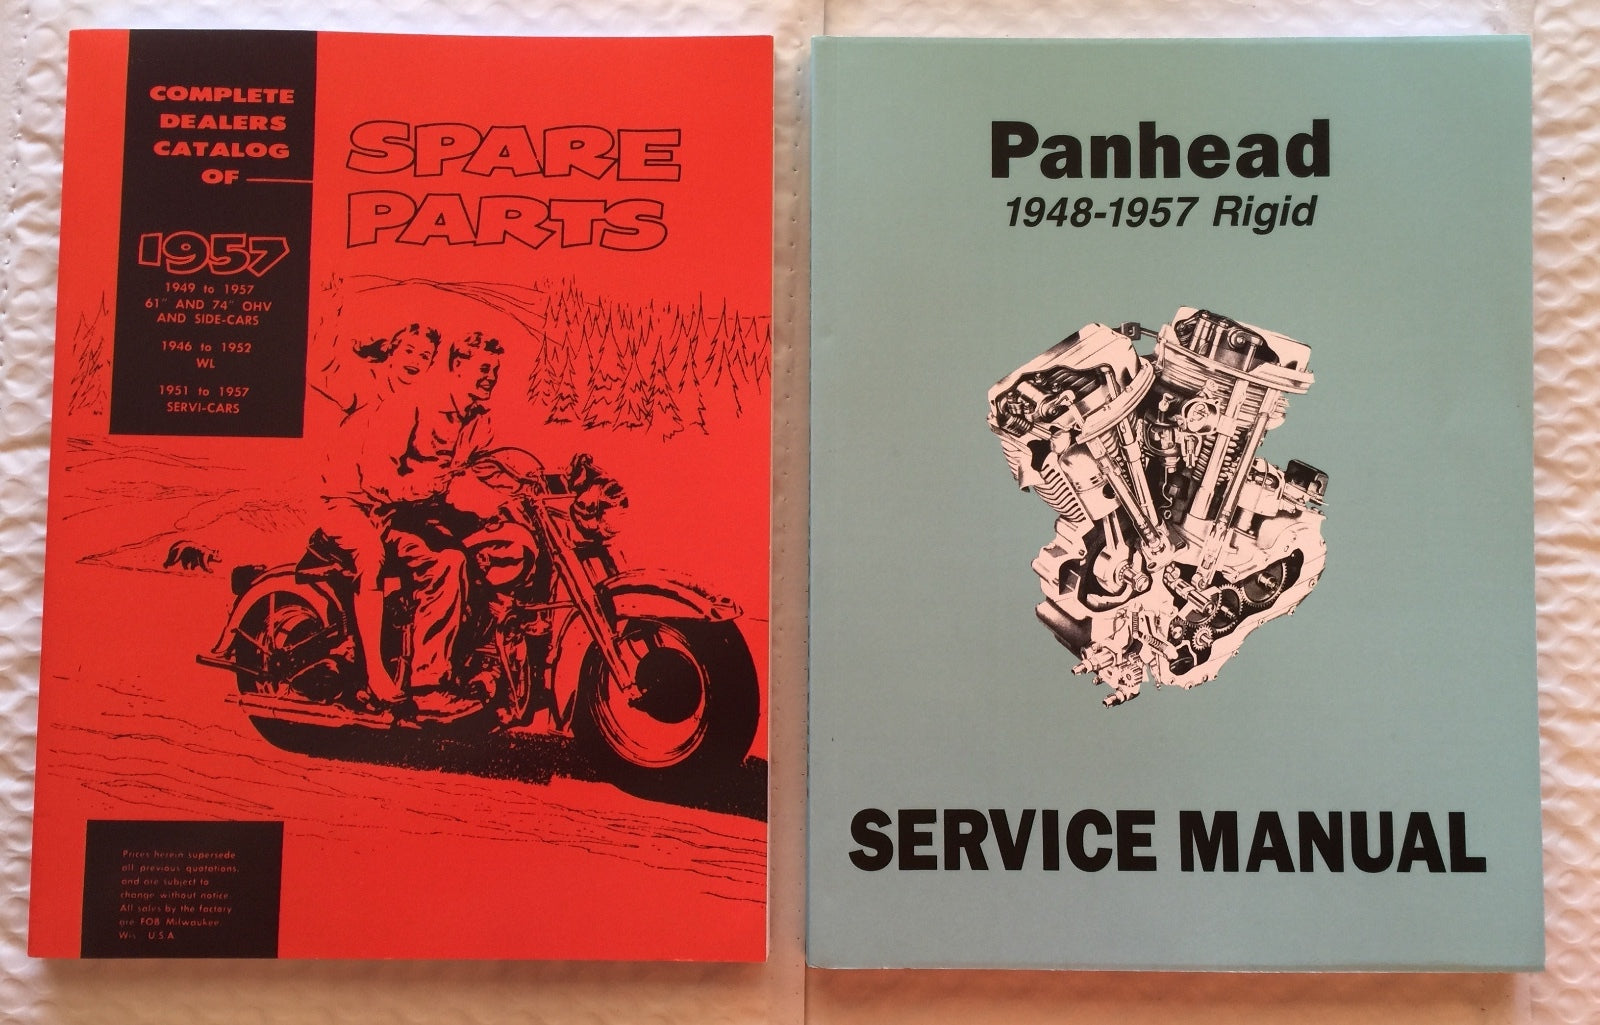 COMPLETE
DEALERS
CATALOG
OF
SPARE
PARTS
1957
1949 to 1957
61" AND 74" OHV
AND SIDE-CARS
1946 to 1952
WL
1951 to 1957
SERVI-CARS
Prices herein supersede
all previous quotations,
and are subject to
change without notice.
All sales by the factory
are FOB Milwaukee,
Wis. U.S.A
Panhead
1948-1957 Rigid
SERVICE MANUAL